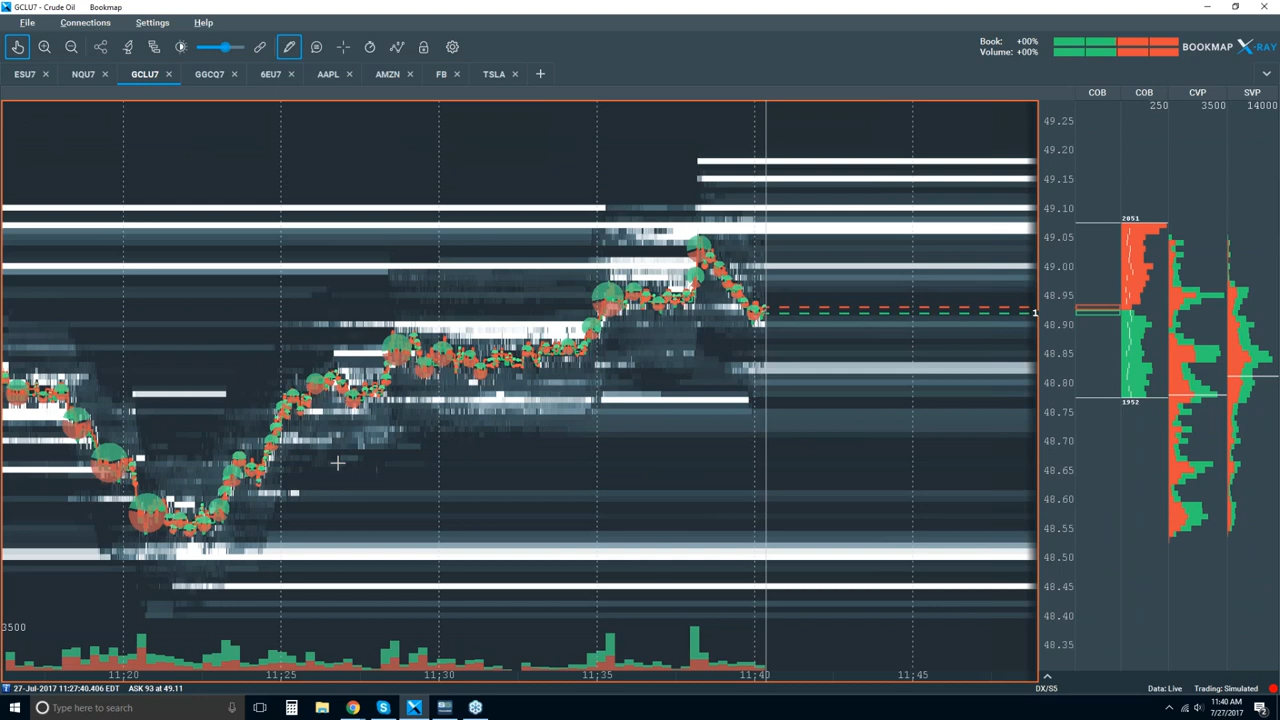 GCLU7 - Crude Oil Bookmap
File Connections Settings Help
Book: +00%
Volume: +00%
BOOKMAP X-RAY
ESU7 × NQU7 × GCLU7 × GGCQ7 × 6EU7 × AAPL × AMZN × FB × TSLA × +
COB COB CVP SVP
250 3500 14000
49.25
49.20
49.15
49.10
49.05
49.00
48.95
48.90
48.85
48.80
48.75
48.70
48.65
48.60
48.55
48.50
48.45
48.40
48.35
2051
1
1952
3500
11:20 11:25 11:30 11:35 11:40 11:45
27-Jul-2017 11:27:40.406 EDT ASK 93 at 49.11
DX/S5 Data: Live Trading: Simulated
Type here to search
11:40 AM
7/27/2017
2